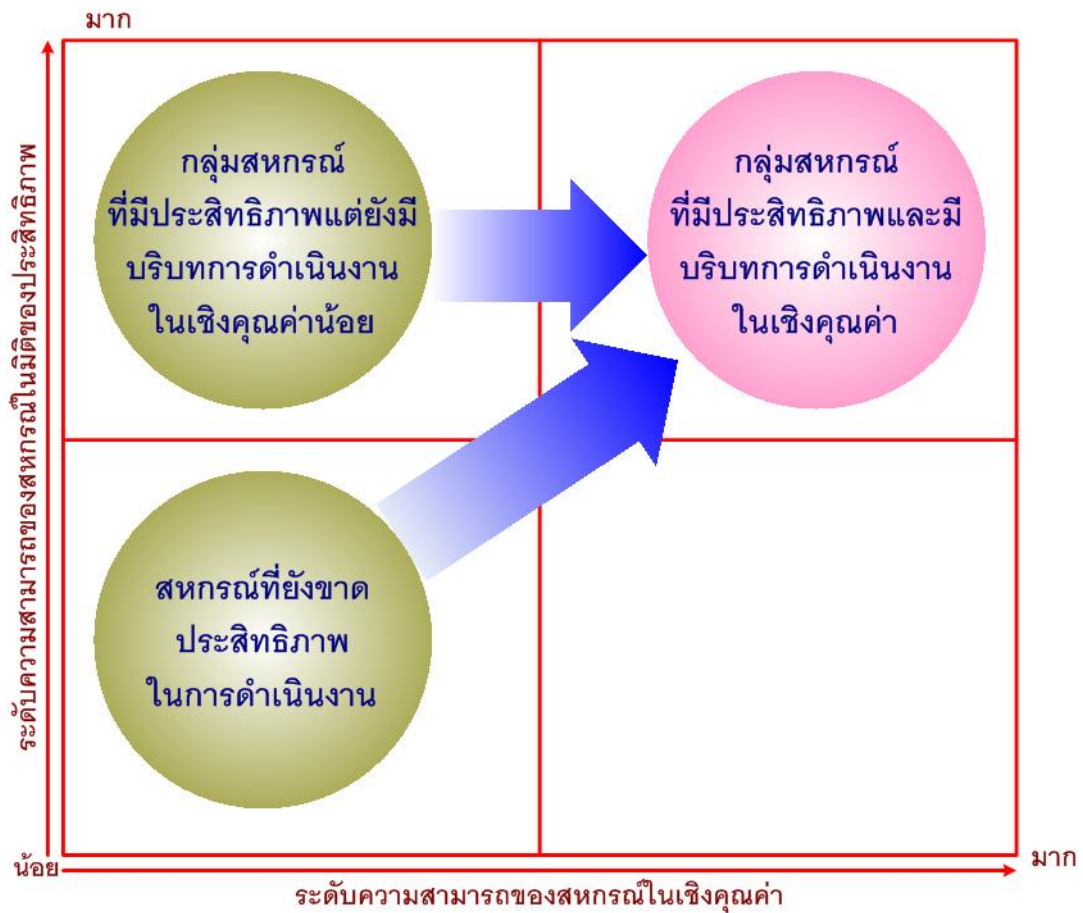 มาก
ระดับความสามารถของสหกรณ์ในมิติของประสิทธิภาพ
กลุ่มสหกรณ์
ที่มีประสิทธิภาพแต่ยังมี
บริบทการดำเนินงาน
ในเชิงคุณค่าน้อย
กลุ่มสหกรณ์
ที่มีประสิทธิภาพและมี
บริบทการดำเนินงาน
ในเชิงคุณค่า
สหกรณ์ที่ยังขาด
ประสิทธิภาพ
ในการดำเนินงาน
น้อย
มาก
ระดับความสามารถของสหกรณ์ในเชิงคุณค่า